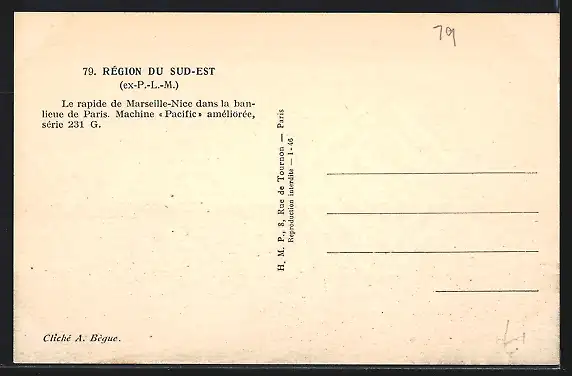 79
79. RÉGION DU SUD-EST
(ex-P.-L.-M.)
Le rapide de Marseille-Nice dans la ban-
lieue de Paris. Machine «Pacific» améliorée,
série 231 G.
H. M. P., 8, Rue de Tournon — Paris
Reproduction interdite — 1-46
Cliché A. Bègue.